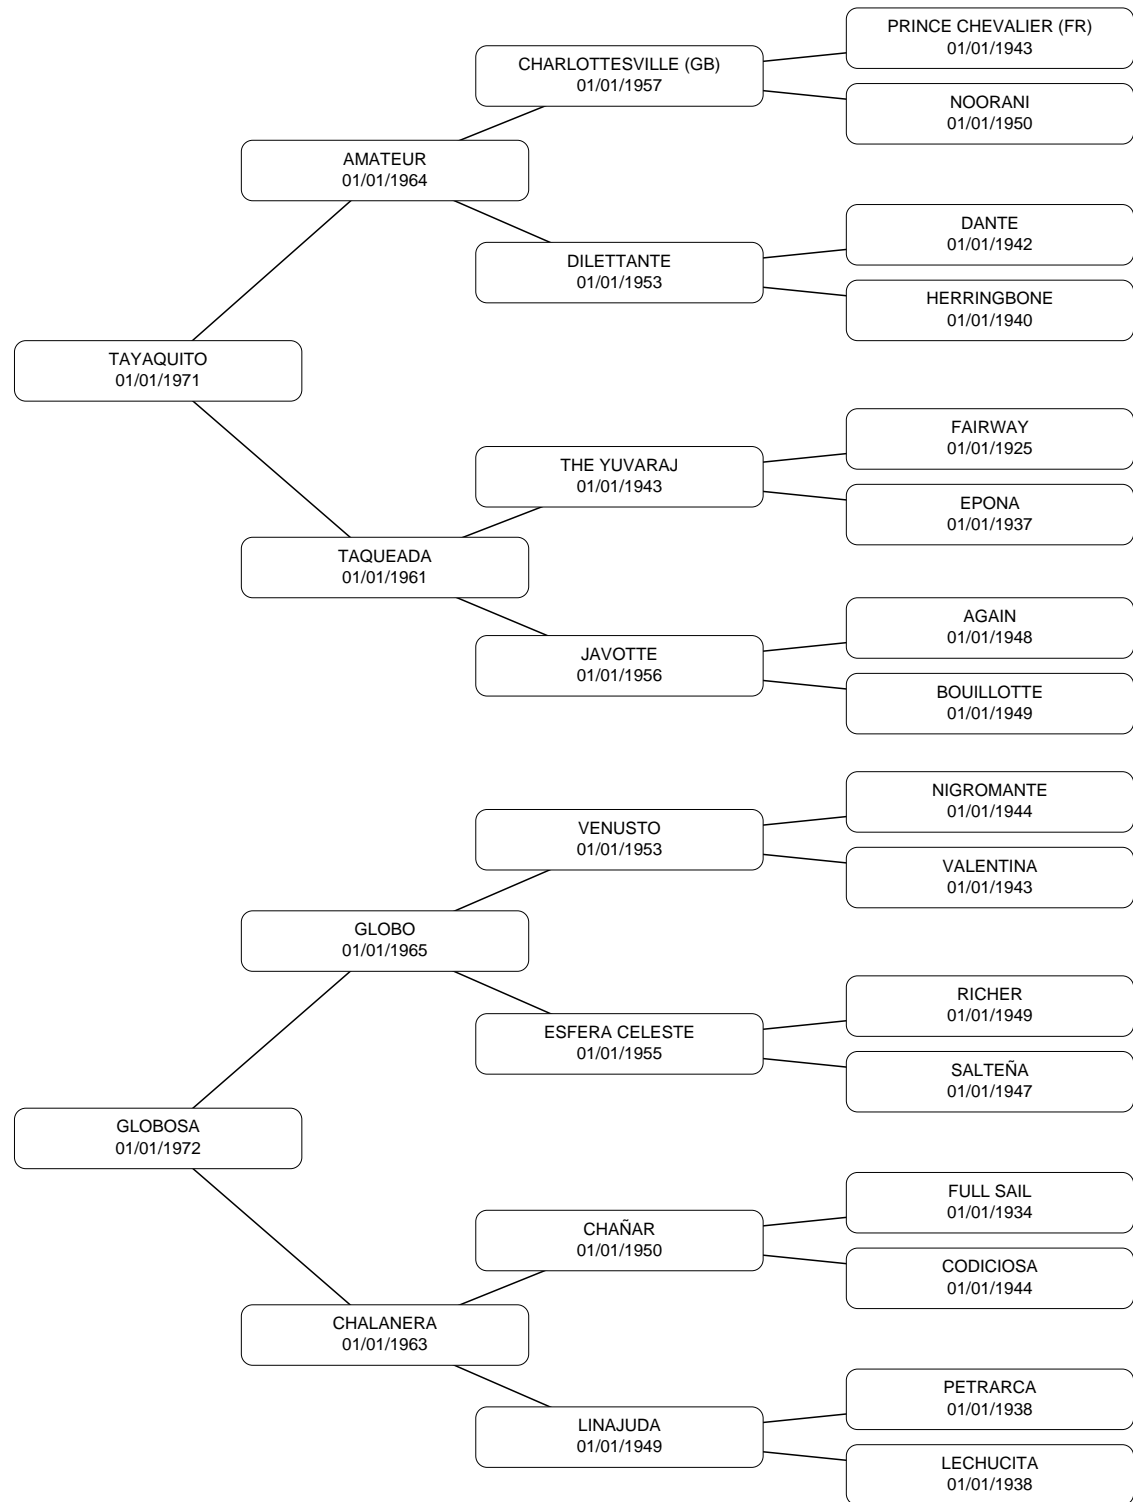 PRINCE CHEVALIER (FR)
01/01/1943
CHARLOTTESVILLE (GB)
01/01/1957
NOORANI
01/01/1950
AMATEUR
01/01/1964
DANTE
01/01/1942
DILETTANTE
01/01/1953
HERRINGBONE
01/01/1940
TAYAQUITO
01/01/1971
FAIRWAY
01/01/1925
THE YUVARAJ
01/01/1943
EPONA
01/01/1937
TAQUEADA
01/01/1961
AGAIN
01/01/1948
JAVOTTE
01/01/1956
BOUILLOTTE
01/01/1949
NIGROMANTE
01/01/1944
VENUSTO
01/01/1953
VALENTINA
01/01/1943
GLOBO
01/01/1965
RICHER
01/01/1949
ESFERA CELESTE
01/01/1955
SALTEÑA
01/01/1947
GLOBOSA
01/01/1972
FULL SAIL
01/01/1934
CHAÑAR
01/01/1950
CODICIOSA
01/01/1944
CHALANERA
01/01/1963
PETRARCA
01/01/1938
LINAJUDA
01/01/1949
LECHUCITA
01/01/1938